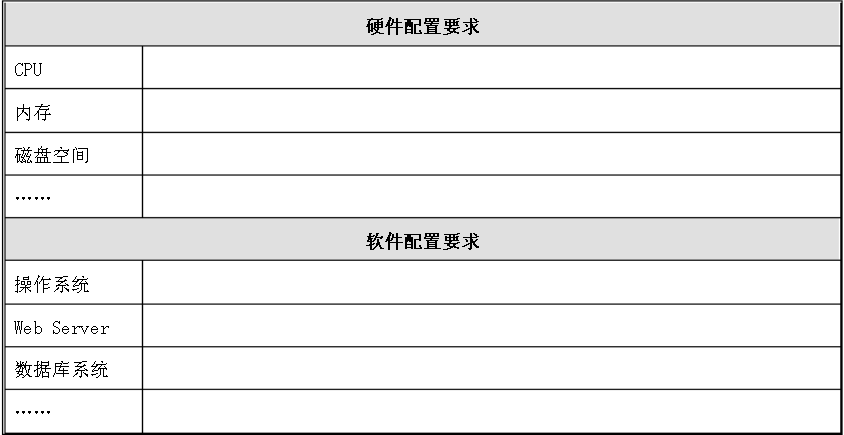 硬件配置要求
CPU
内存
磁盘空间
……
软件配置要求
操作系统
Web Server
数据库系统
……